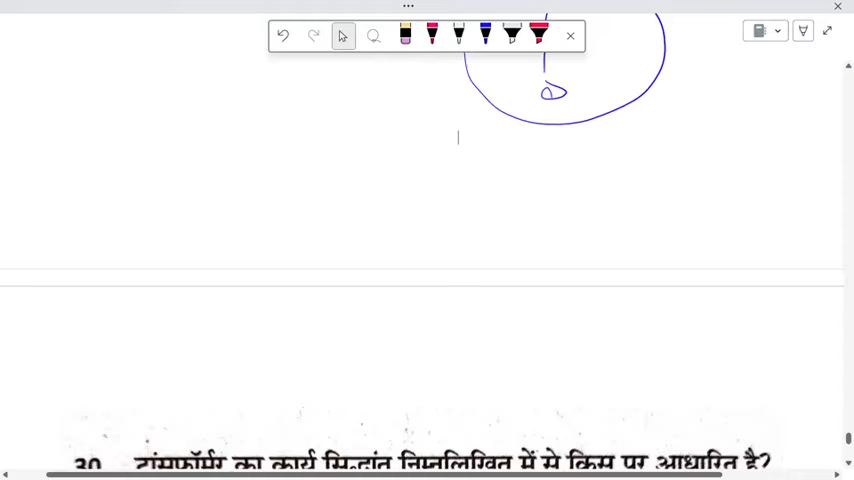 30. ट्रांसफॉर्मर का कार्य सिद्धांत निम्नलिखित में से किस पर आधारित है?